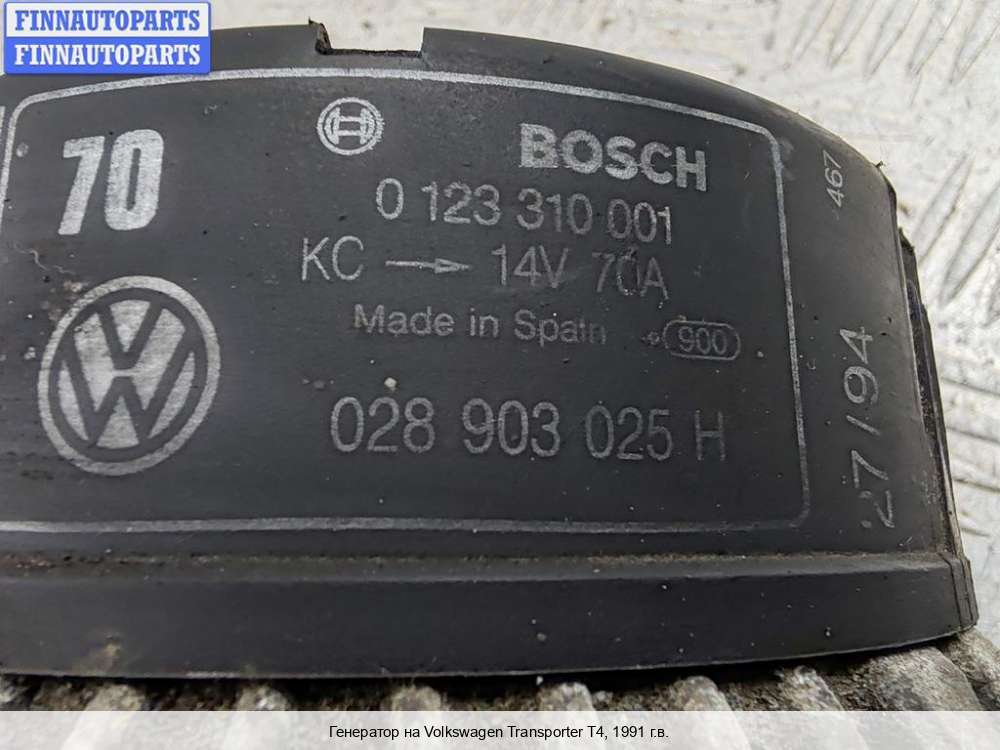 FINNAUTOPARTS
FINNAUTOPARTS
70
BOSCH
0 123 310 001
KC → 14V 70A
Made in Spain 900
028 903 025 H
467
27/94
Генератор на Volkswagen Transporter T4, 1991 г.в.